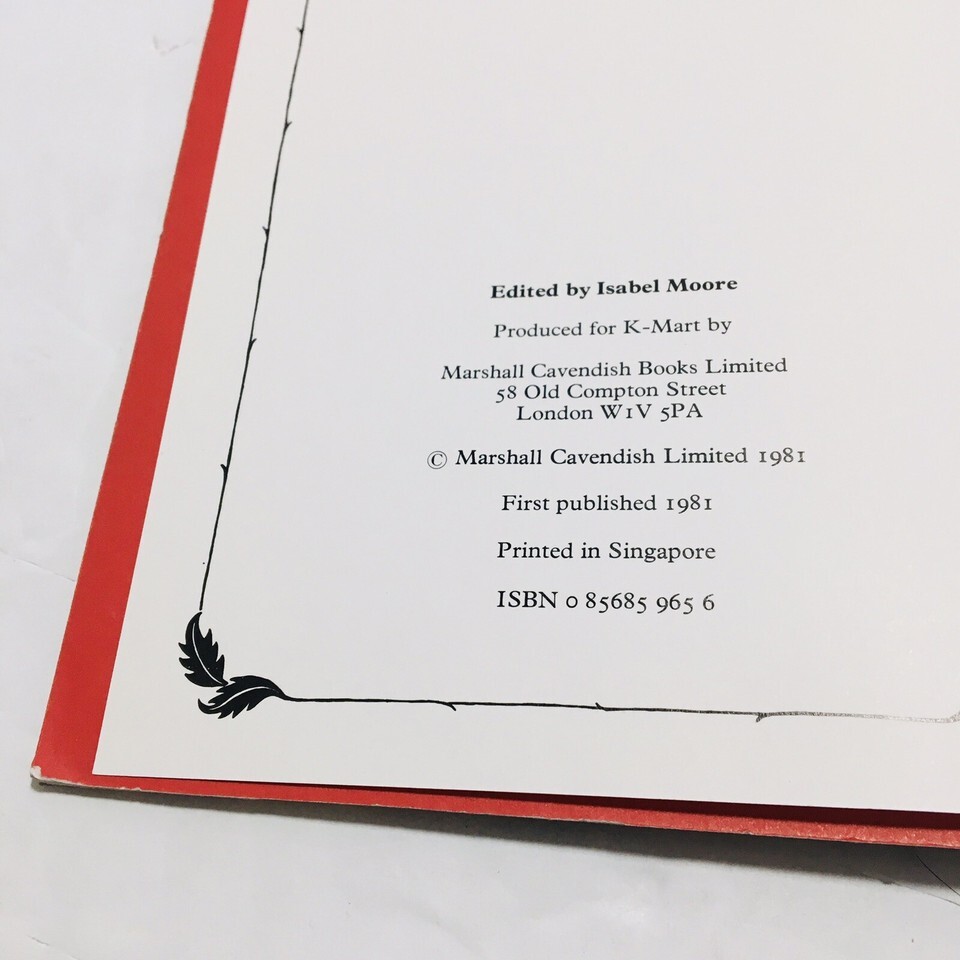 Edited by Isabel Moore
Produced for K-Mart by
Marshall Cavendish Books Limited
58 Old Compton Street
London W1V 5PA
© Marshall Cavendish Limited 1981
First published 1981
Printed in Singapore
ISBN 0 85685 965 6